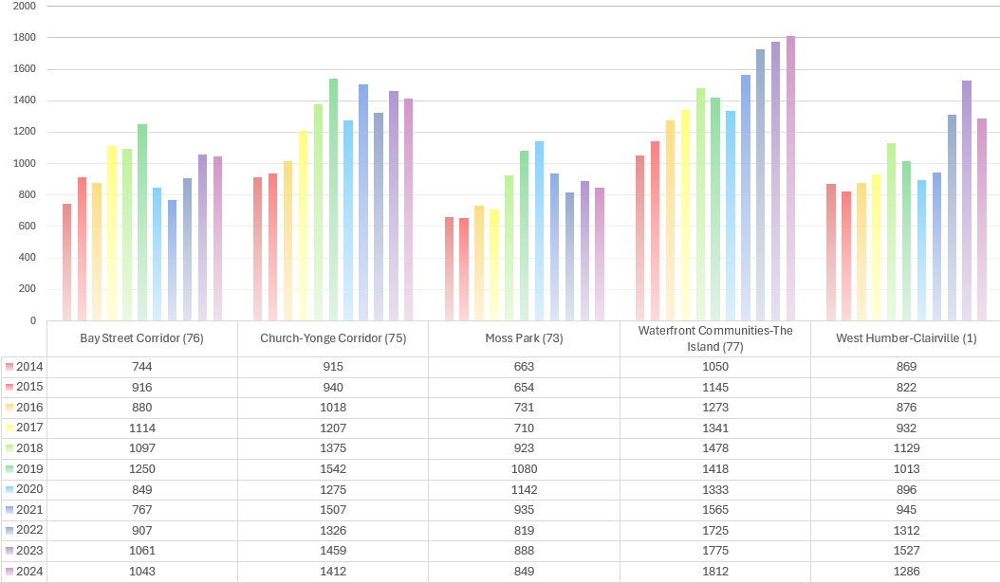 2000
1800
1600
1400
1200
1000
800
600
400
200
0
Bay Street Corridor (76) Church-Yonge Corridor (75) Moss Park (73) Waterfront Communities-The West Humber-Clairville (1)
Island (77)
2014 744 915 663 1050 869
2015 916 940 654 1145 822
2016 880 1018 731 1273 876
2017 1114 1207 710 1341 932
2018 1097 1375 923 1478 1129
2019 1250 1542 1080 1418 1013
2020 849 1275 1142 1333 896
2021 767 1507 935 1565 945
2022 907 1326 819 1725 1312
2023 1061 1459 888 1775 1527
2024 1043 1412 849 1812 1286